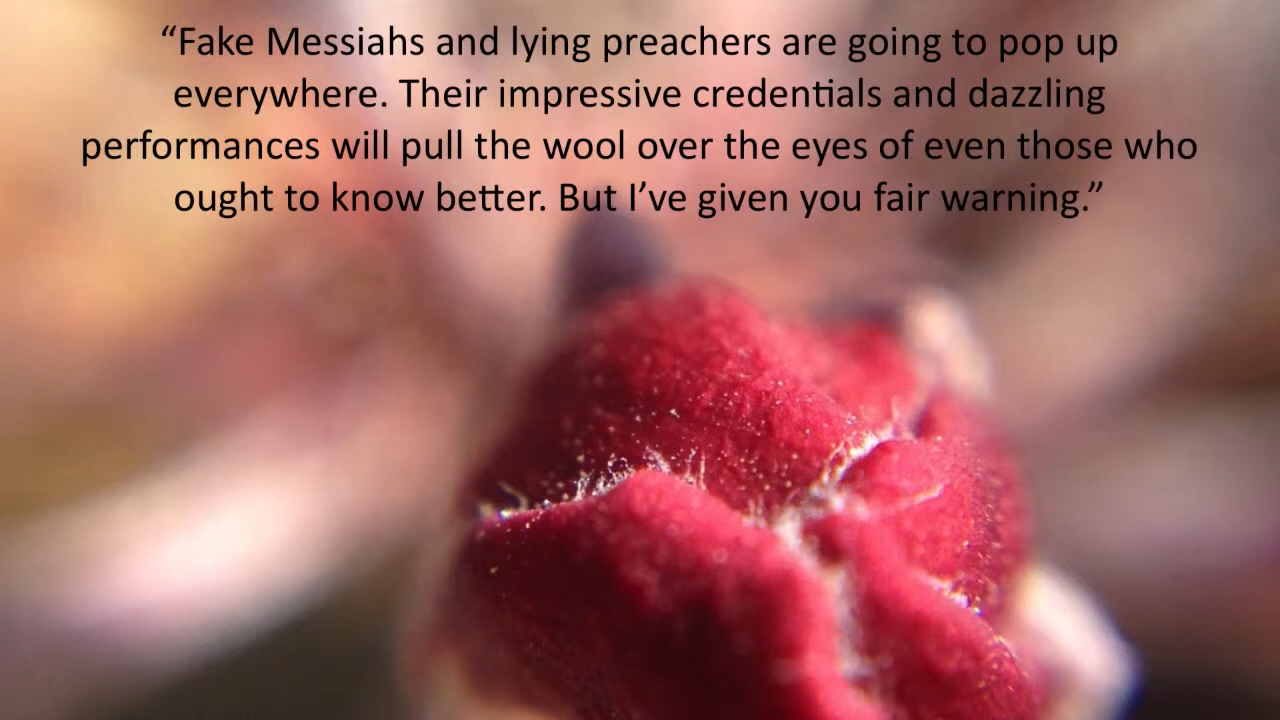 “Fake Messiahs and lying preachers are going to pop up
everywhere. Their impressive credentials and dazzling
performances will pull the wool over the eyes of even those who
ought to know better. But I’ve given you fair warning.”